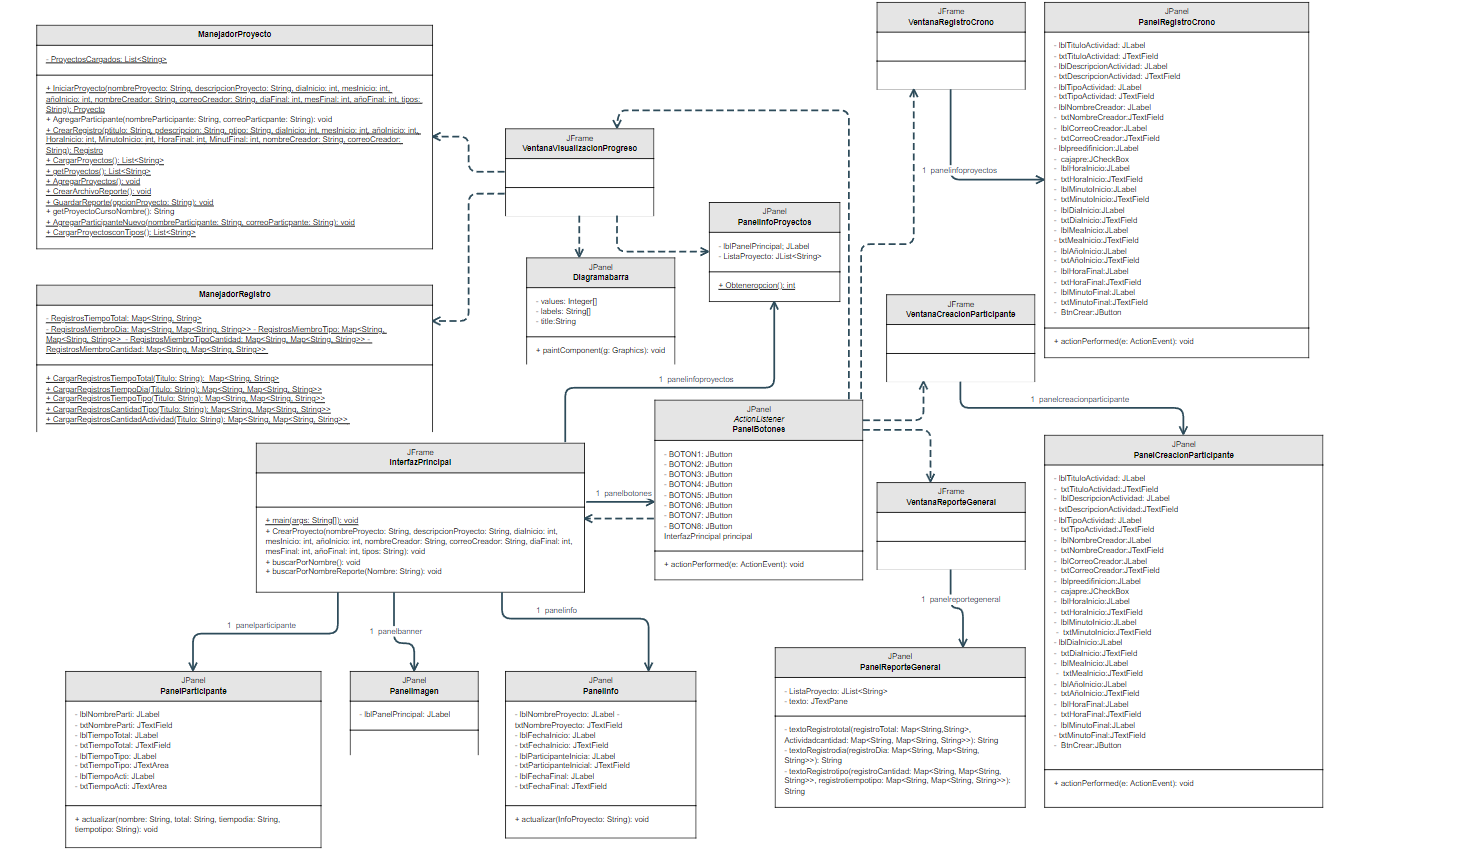 ManejadorProyecto
- ProyectosCargados: List<String>
+ IniciarProyecto(nombreProyecto: String, descripcionProyecto: String, diaInicio: int, mesInicio: int,
añoInicio: int, nombreCreador: String, correoCreador: String, diaFinal: int, mesFinal: int, añoFinal: int, tipos:
String): Proyecto
+ AgregarParticipante(nombreParticipante: String, correoParticpante: String): void
+ CrearRegistro(ptitulo: String, pdescripcion: String, ptipo: String, diaInicio: int, mesInicio: int, añoInicio: int,
HoraInicio: int, MinutoInicio: int, HoraFinal: int, MinutFinal: int, nombreCreador: String, correoCreador:
String): Registro
+ CargarProyectos(): List<String>
+ getProyectos(): List<String>
+ AgregarProyectos(): void
+ CrearArchivoReporte(): void
+ GuardarReporte(opcionProyecto: String): void
+ getProyectoCursoNombre(): String
+ AgregarParticipanteNuevo(nombreParticipante: String, correoParticpante: String): void
+ CargarProyectosconTipos(): List<String>
ManejadorRegistro
- RegistrosTiempoTotal: Map<String, String>
- RegistrosMiembroDia: Map<String, Map<String, String>> - RegistrosMiembroTipo: Map<String,
Map<String, String>> - RegistrosMiembroTipoCantidad: Map<String, Map<String, String>> -
RegistrosMiembroCantidad: Map<String, Map<String, String>>
+ CargarRegistrosTiempoTotal(Titulo: String): Map<String, String>
+ CargarRegistrosTiempoDia(Titulo: String): Map<String, Map<String, String>>
+ CargarRegistrosTiempoTipo(Titulo: String): Map<String, Map<String, String>>
+ CargarRegistrosCantidadTipo(Titulo: String): Map<String, Map<String, String>>
+ CargarRegistrosCantidadActividad(Titulo: String): Map<String, Map<String, String>>
JFrame
VentanaVisualizacionProgreso
JPanel
Diagramabarra
- values: Integer[]
- labels: String[]
- title:String
+ paintComponent(g: Graphics): void
JPanel
PanelInfoProyectos
- lblPanelPrincipal; JLabel
- ListaProyecto: JList<String>
+ Obteneropcion(): int
1 panelinfoproyectos
JFrame
VentanaRegistroCrono
1 panelinfoproyectos
JPanel
PanelRegistroCrono
- lblTituloActividad: JLabel
- txtTituloActividad: JTextField
- lblDescripcionActividad: JLabel
- txtDescripcionActividad: JTextField
- lblTipoActividad: JLabel
- txtTipoActividad: JTextField
- lblNombreCreador: JLabel
- txtNombreCreador: JTextField
- lblCorreoCreador: JLabel
- txtCorreoCreador: JTextField
- lblpreedifinicion: JLabel
- cajapre: JCheckBox
- lblHoraInicio: JLabel
- txtHoraInicio:JTextField
- lblMinutoInicio: JLabel
- txtMinutoInicio: JTextField
- lblDiaInicio: JLabel
- txtDiaInicio: JTextField
- lblMeaInicio:JLabel
- txtMeaInicio:JTextField
- lblAñoInicio: JLabel
- txtAñoInicio: JTextField
- lblHoraFinal: JLabel
- txtHoraFinal: JTextField
- lblMinutoFinal: JLabel
- txtMinutoFinal: JTextField
- BtnCrear:JButton
+ actionPerformed(e: ActionEvent): void
JFrame
VentanaCreacionParticipante
1 panelcreacionparticipante
JPanel
ActionListener
PanelBotones
- BOTON1: JButton
- BOTON2: JButton
- BOTON3: JButton
- BOTON4: JButton
- BOTON5: JButton
- BOTON6: JButton
- BOTON7: JButton
- BOTON8: JButton
InterfazPrincipal principal
+ actionPerformed(e: ActionEvent): void
JFrame
InterfazPrincipal
+ main(args: String[]): void
+ CrearProyecto(nombreProyecto: String, descripcionProyecto: String, diaInicio: int,
mesInicio: int, añoInicio: int, nombreCreador: String, correoCreador: String, diaFinal: int,
mesFinal: int, añoFinal: int, tipos: String): void
+ buscarPorNombre(): void
+ buscarPorNombreReporte(Nombre: String): void
1 panelbotones
JFrame
VentanaReporteGeneral
1 panelreportegeneral
JPanel
PanelCreacionParticipante
- lblTituloActividad: JLabel
- txtTituloActividad:JTextField
- lblDescripcionActividad: JLabel
- txtDescripcionActividad: JTextField
- lblTipoActividad: JLabel
- txtTipoActividad: JTextField
- lblNombreCreador:JLabel
- txtNombreCreador: JTextField
- lblCorreoCreador: JLabel
- txtCorreoCreador:JTextField
- lblpreedifinicion: JLabel
- cajapre:JCheckBox
- lblHoraInicio: JLabel
- txtHoraInicio: JTextField
- lblMinutoInicio: JLabel
- txtMinutoInicio: JTextField
- lblDiaInicio: JLabel
- txtDiaInicio: JTextField
- lblMeaInicio: JLabel
- txtMeaInicio: JTextField
- lblAñoInicio: JLabel
- txtAñoInicio: JTextField
- lblHoraFinal: JLabel
- txtHoraFinal: JTextField
- lblMinutoFinal: JLabel
- txtMinutoFinal: JTextField
- BtnCrear:JButton
+ actionPerformed(e: ActionEvent): void
1 panelparticipante
1 panelbanner
1 panelinfo
JPanel
PanelParticipante
- lblNombreParti: JLabel
- txtNombreParti: JTextField
- lblTiempoTotal: JLabel
- txtTiempoTotal: JTextField
- lblTiempoTipo: JLabel
- txtTiempoTipo: JTextArea
- lblTiempoActi: JLabel
- txtTiempoActi: JTextArea
+ actualizar(nombre: String, total: String, tiempodia: String,
tiempotipo: String): void
JPanel
PanelImagen
- lblPanelPrincipal: JLabel
JPanel
PanelInfo
- lblNombreProyecto: JLabel -
txtNombreProyecto: JTextField
- lblFechaInicio: JLabel
- txtFechaInicio: JTextField
- lblParticipanteInicia: JLabel
- txtParticipanteInicial: JTextField
- lblFechaFinal: JLabel
- txtFechaFinal: JTextField
+ actualizar(InfoProyecto: String): void
JPanel
PanelReporteGeneral
- ListaProyecto: JList<String>
- texto: JTextPane
- textoRegistrototal(registroTotal: Map<String,String>,
Actividadcantidad: Map<String, Map<String, String>>): String
- textoRegistrodia(registroDia: Map<String, Map<String,
String>>): String
- textoRegistrotipo(registroCantidad: Map<String, Map<String,
String>>, registrotiempotipo: Map<String, Map<String, String>>):
String